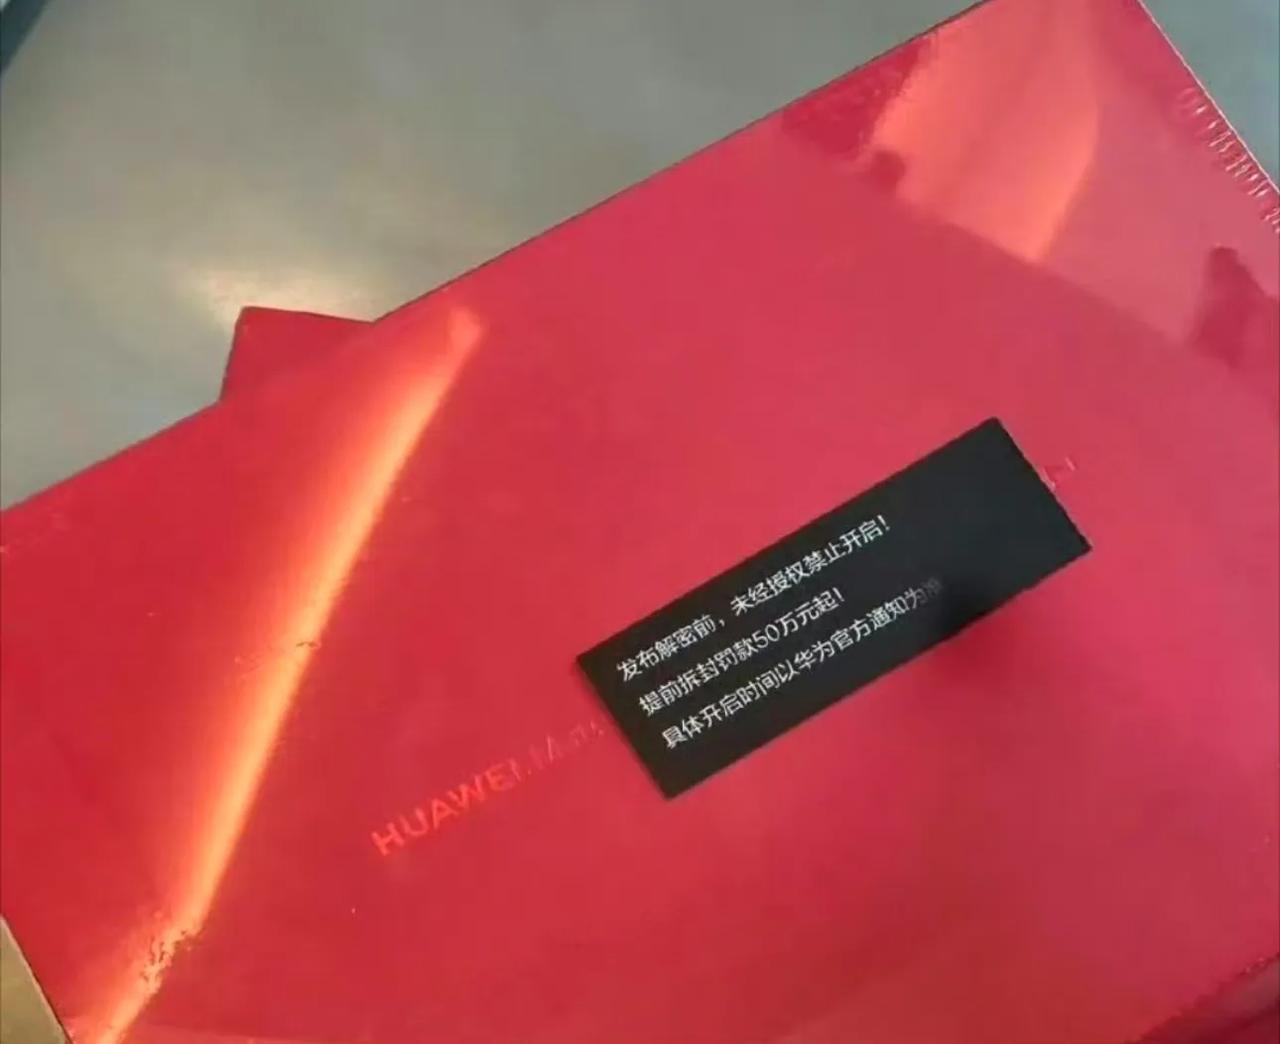 发布解密前，未经授权禁止开启！
提前拆封罚款50万元起！
具体开启时间以华为官方通知为准
HUAWEI